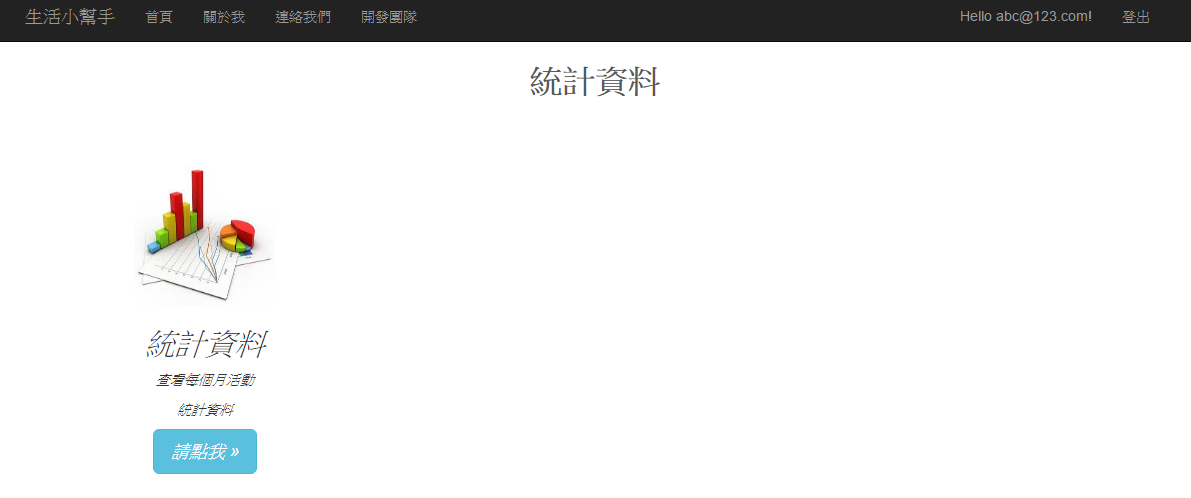 生活小幫手 首頁 關於我 連絡我們 開發團隊 Hello abc@123.com! 登出
統計資料
統計資料
查看每個月活動
統計資料
請點我 »